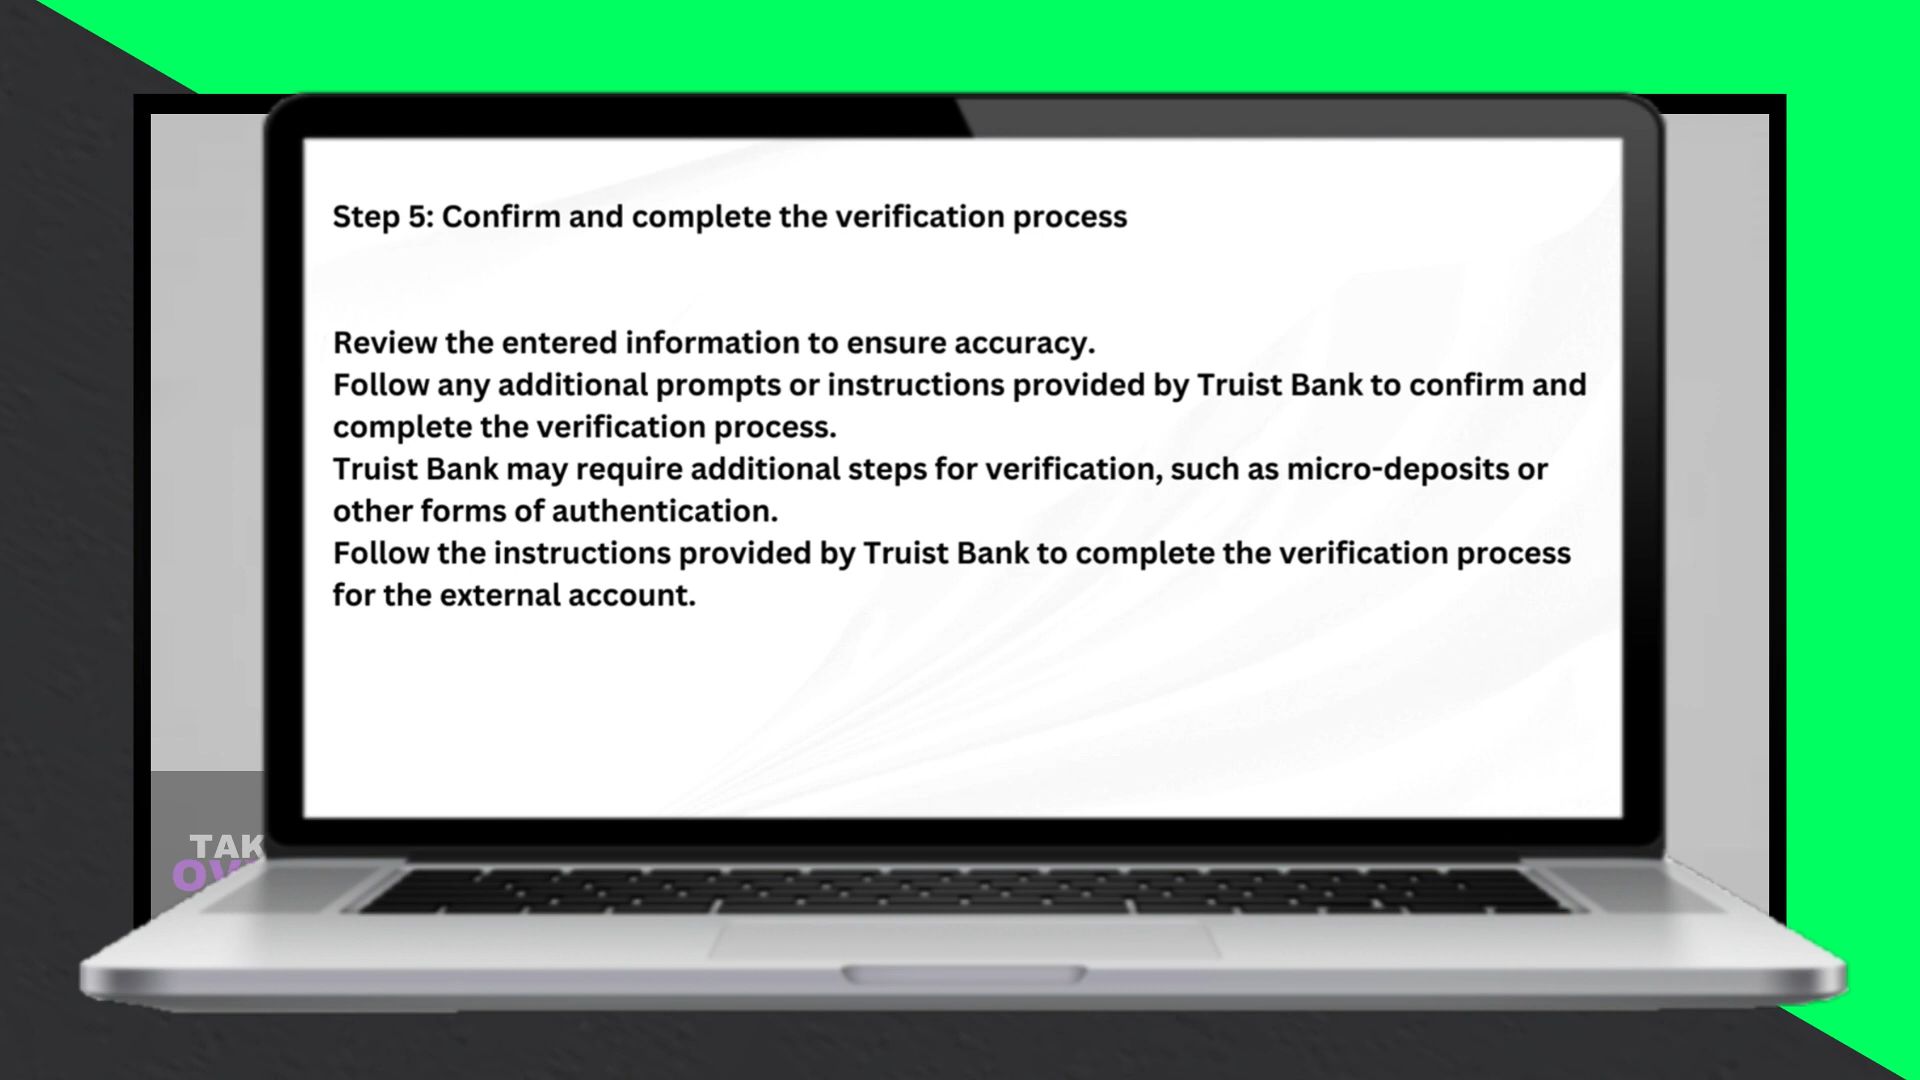 Step 5: Confirm and complete the verification process
Review the entered information to ensure accuracy.
Follow any additional prompts or instructions provided by Truist Bank to confirm and
complete the verification process.
Truist Bank may require additional steps for verification, such as micro-deposits or
other forms of authentication.
Follow the instructions provided by Truist Bank to complete the verification process
for the external account.